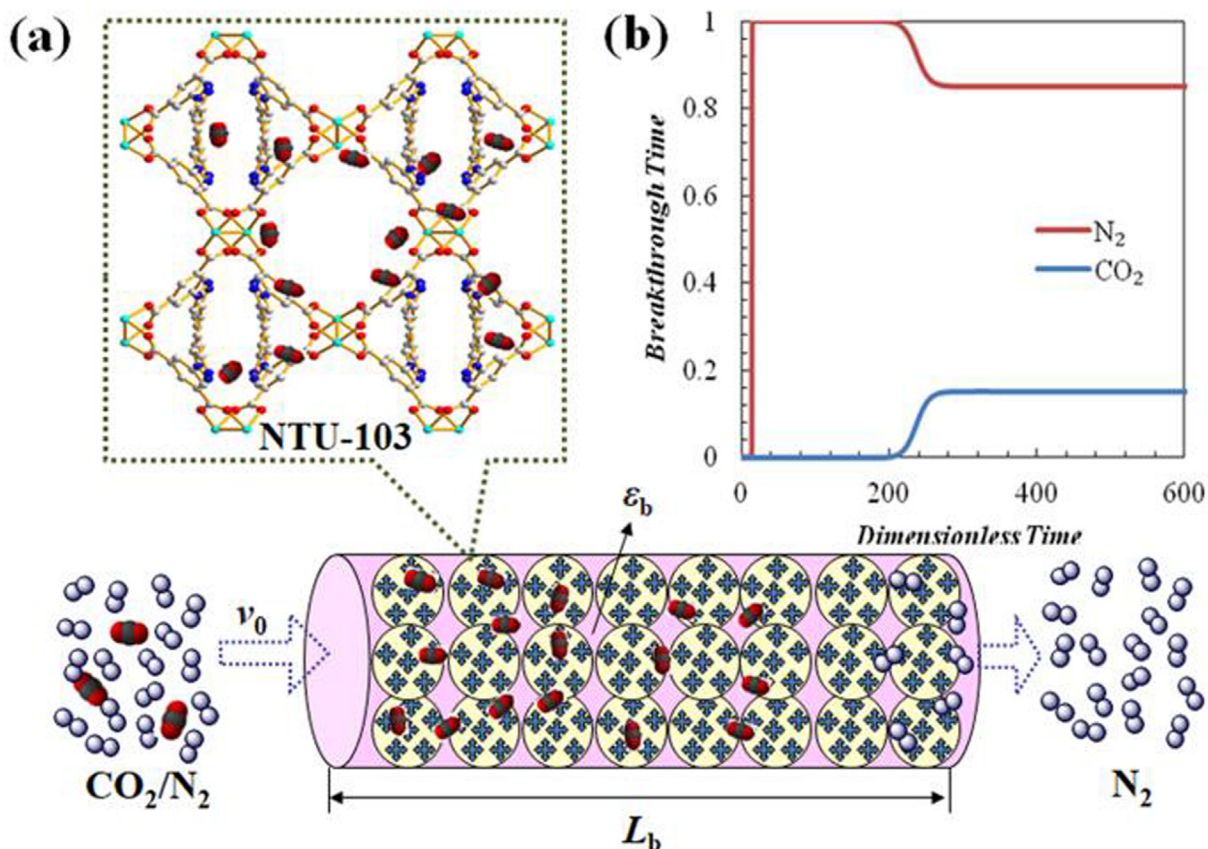 (a)
NTU-103
(b)
Breakthrough Time
1
0.8
0.6
0.4
0.2
0
N₂
CO₂
0
200
400
600
Dimensionless Time
εb
v₀
CO₂/N₂
N₂
Lb